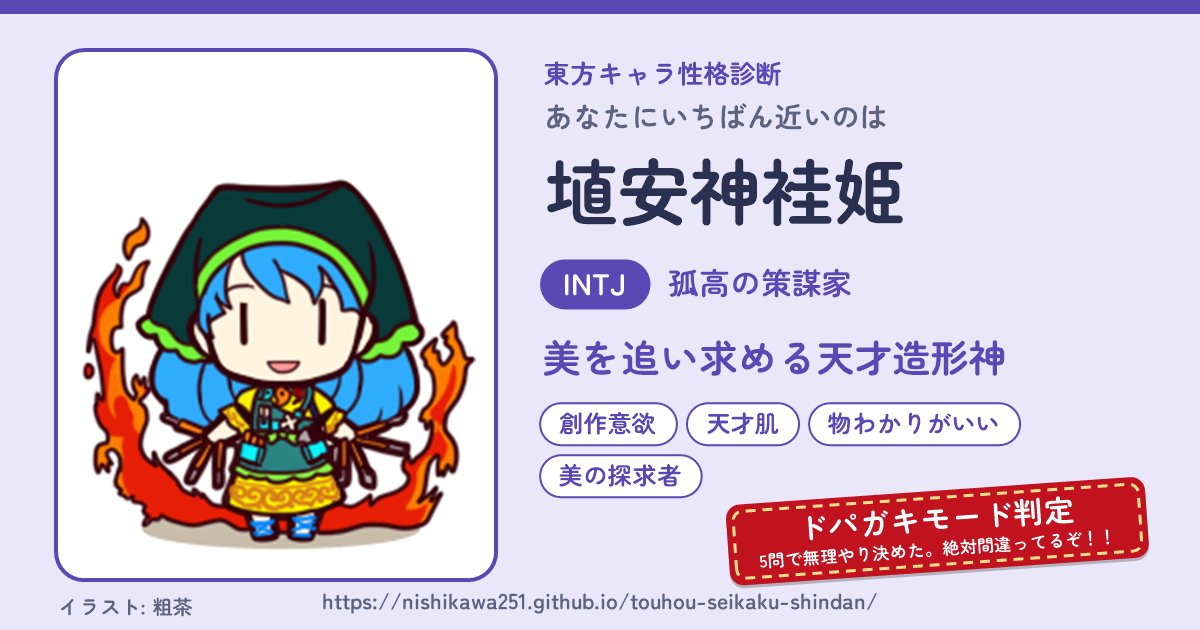 東方キャラ性格診断
あなたにいちばん近いのは
埴安神袿姫
INTJ 孤高の策謀家
美を追い求める天才造形神
創作意欲 天才肌 物わかりがいい
美の探求者
ドパガキモード判定
5問で無理やり決めた。絶対間違ってるぞ！！
イラスト: 粗茶
https://nishikawa251.github.io/touhou-seikaku-shindan/